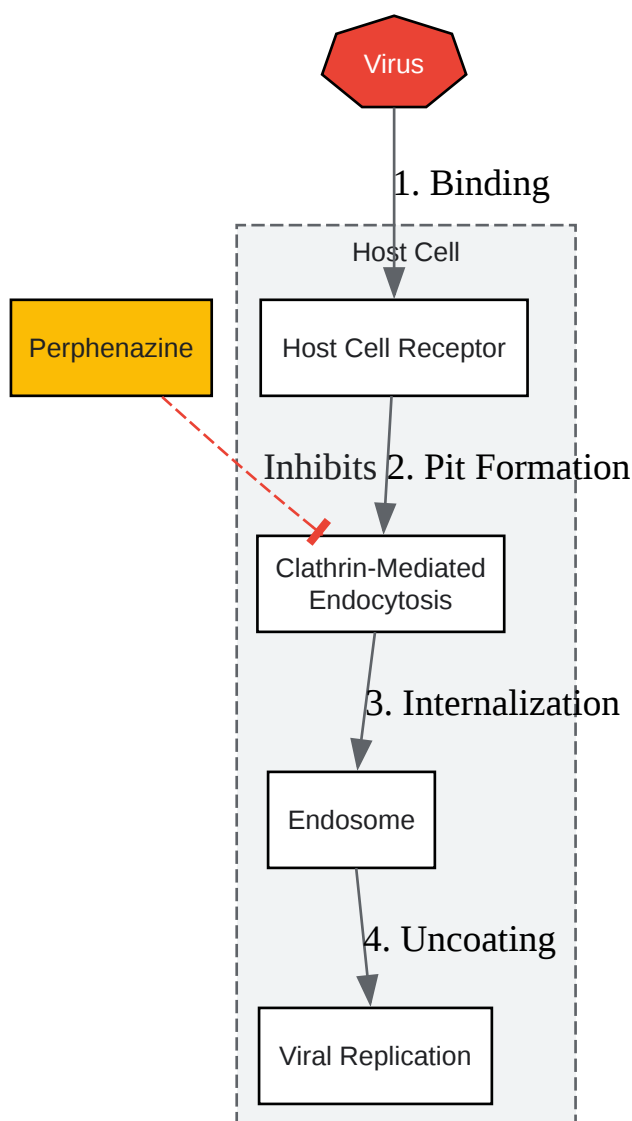 Virus
1. Binding
Host Cell
Perphenazine
Host Cell Receptor
Inhibits
2. Pit Formation
Clathrin-Mediated
Endocytosis
3. Internalization
Endosome
4. Uncoating
Viral Replication